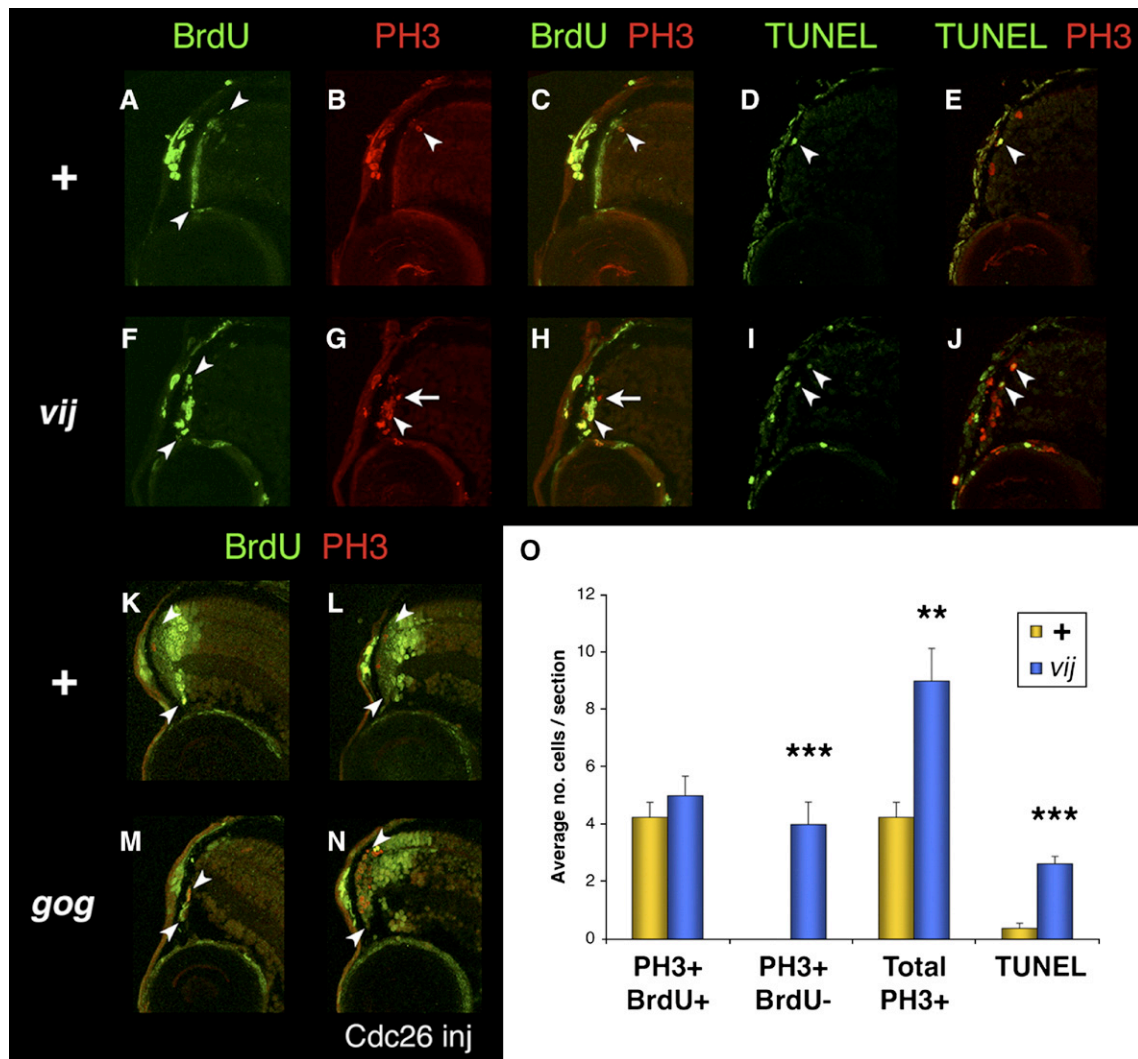 BrdU PH3 BrdU PH3 TUNEL TUNEL PH3
+ A B C D E
vij F G H I J
BrdU PH3
+ K L
gog M N
Cdc26 inj
O
12
10
8
6
4
2
0
Average no. cells / section
** 
***
***
+
vij
PH3+ BrdU+
PH3+ BrdU-
Total PH3+
TUNEL